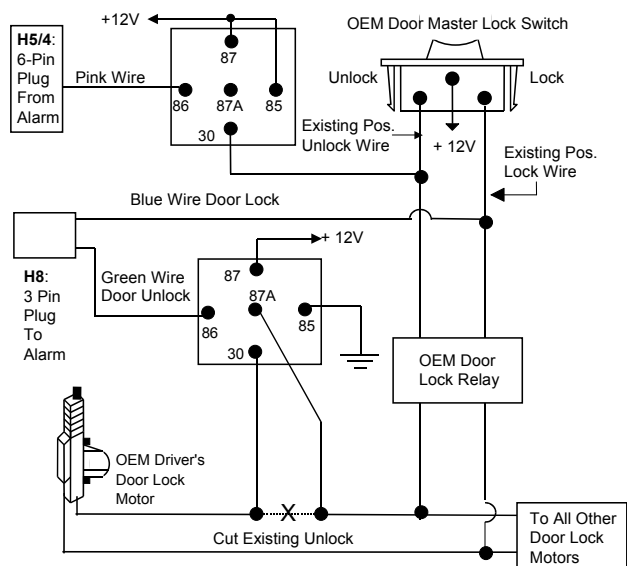 OEM Door Master Lock Switch
+12V
H5/4:
6-Pin
Plug
From
Alarm
Pink Wire
87
86
87A
85
30
Unlock
Lock
+ 12V
Existing Pos.
Unlock Wire
Existing Pos.
Lock Wire
Blue Wire Door Lock
+ 12V
H8:
3 Pin
Plug
To
Alarm
Green Wire
Door Unlock
87
87A
86
85
30
OEM Door
Lock Relay
OEM Driver's
Door Lock
Motor
X
Cut Existing Unlock
To All Other
Door Lock
Motors